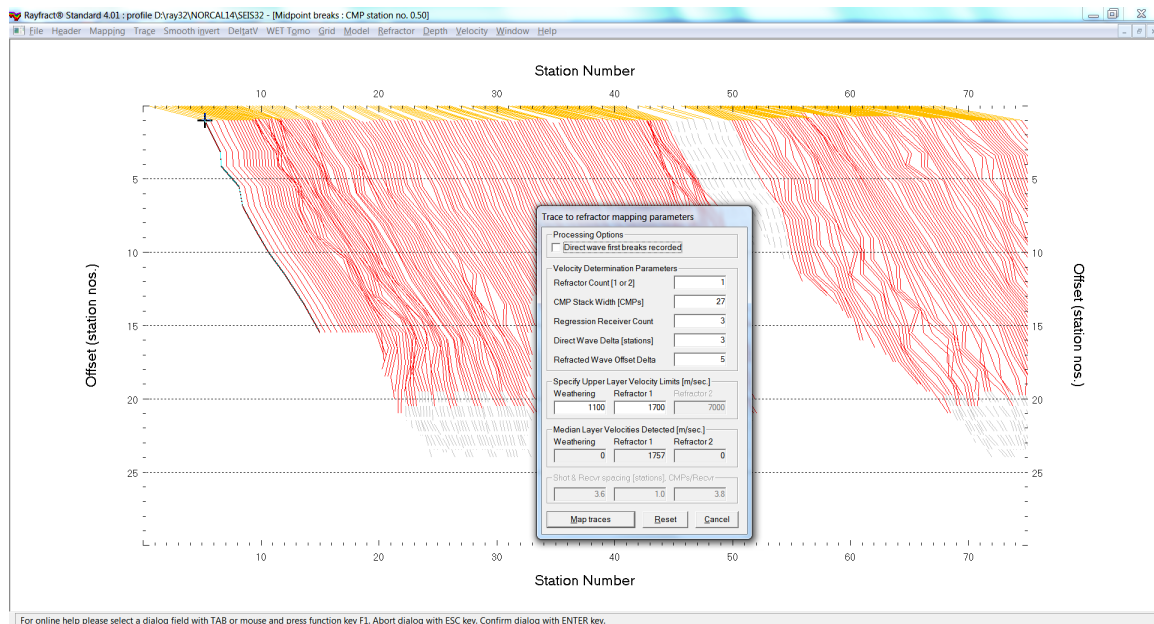 Rayfract® Standard 4.01 : profile D:\ray32\NORCAL14\SEIS32 - [Midpoint breaks : CMP station no. 0.50]
File Header Mapping Trace Smooth invert DeltatV WET Tomo Grid Model Refractor Depth Velocity Window Help
Station Number
10 20 30 40 50 60 70
5 5
10 10
15 15
20 20
25 25
Offset (station nos.)
Offset (station nos.)
10 20 30 40 50 60 70
Station Number
Trace to refractor mapping parameters
Processing Options
Direct wave first breaks recorded
Velocity Determination Parameters
Refractor Count [1 or 2] 1
CMP Stack Width [CMPs] 27
Regression Receiver Count 3
Direct Wave Delta [stations] 3
Refracted Wave Offset Delta 5
Specify Upper Layer Velocity Limits [m/sec.]
Weathering Refractor 1 Refractor 2
1100 1700 7000
Median Layer Velocities Detected [m/sec.]
Weathering Refractor 1 Refractor 2
0 1757 0
Shot & Recvr spacing [stations], CMPs/Recvr
3.6 1.0 3.8
Map traces Reset Cancel
For online help please select a dialog field with TAB or mouse and press function key F1. Abort dialog with ESC key. Confirm dialog with ENTER key.